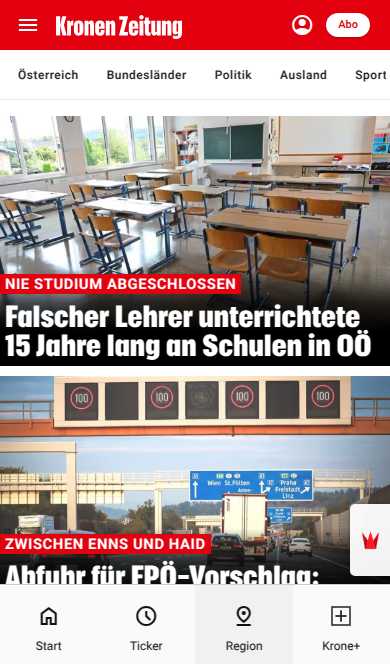 Kronen Zeitung
Abo
Österreich Bundesländer Politik Ausland Sport
NIE STUDIUM ABGESCHLOSSEN
Falscher Lehrer unterrichtete
15 Jahre lang an Schulen in OÖ
100 100 100 100
Wien St.Pölten
Praha
Freistadt
Linz
ZWISCHEN ENNS UND HAID
Abfuhr für FPÖ-Vorschlag:
Start Ticker Region Krone+